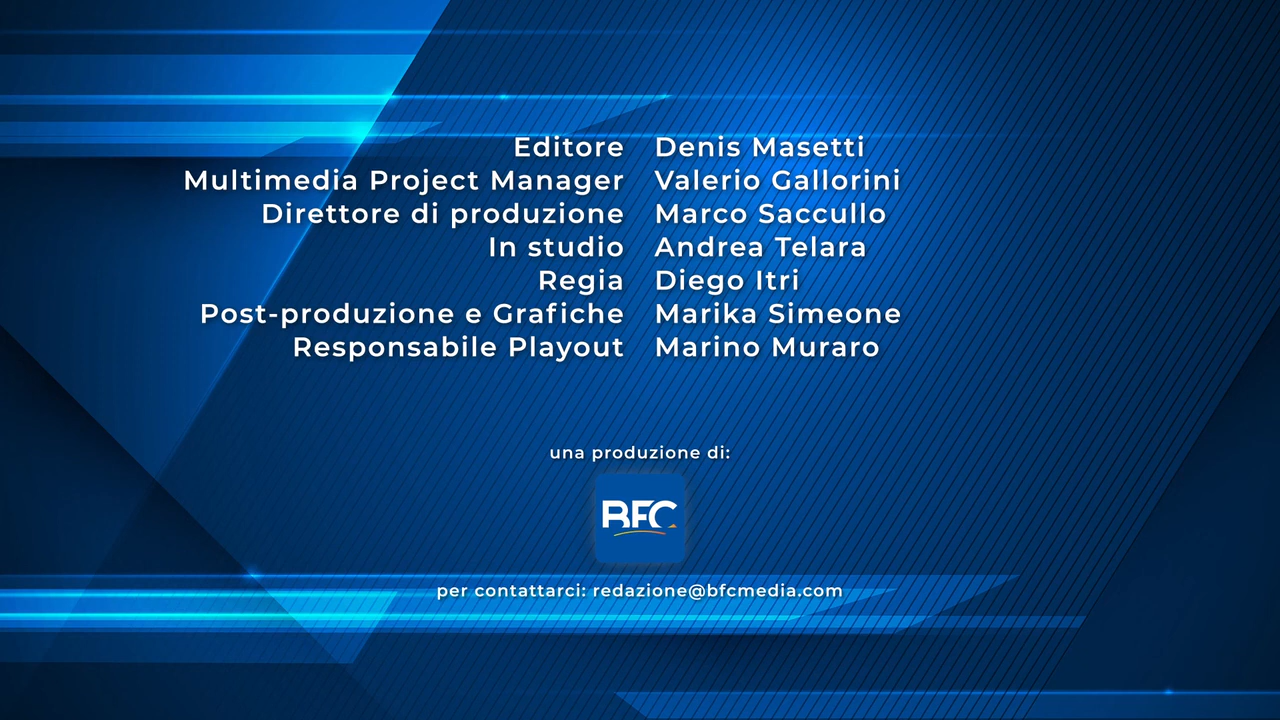 Editore Denis Masetti
Multimedia Project Manager Valerio Gallorini
Direttore di produzione Marco Saccullo
In studio Andrea Telara
Regia Diego Itri
Post-produzione e Grafiche Marika Simeone
Responsabile Playout Marino Muraro
una produzione di:
BFC
per contattarci: redazione@bfcmedia.com